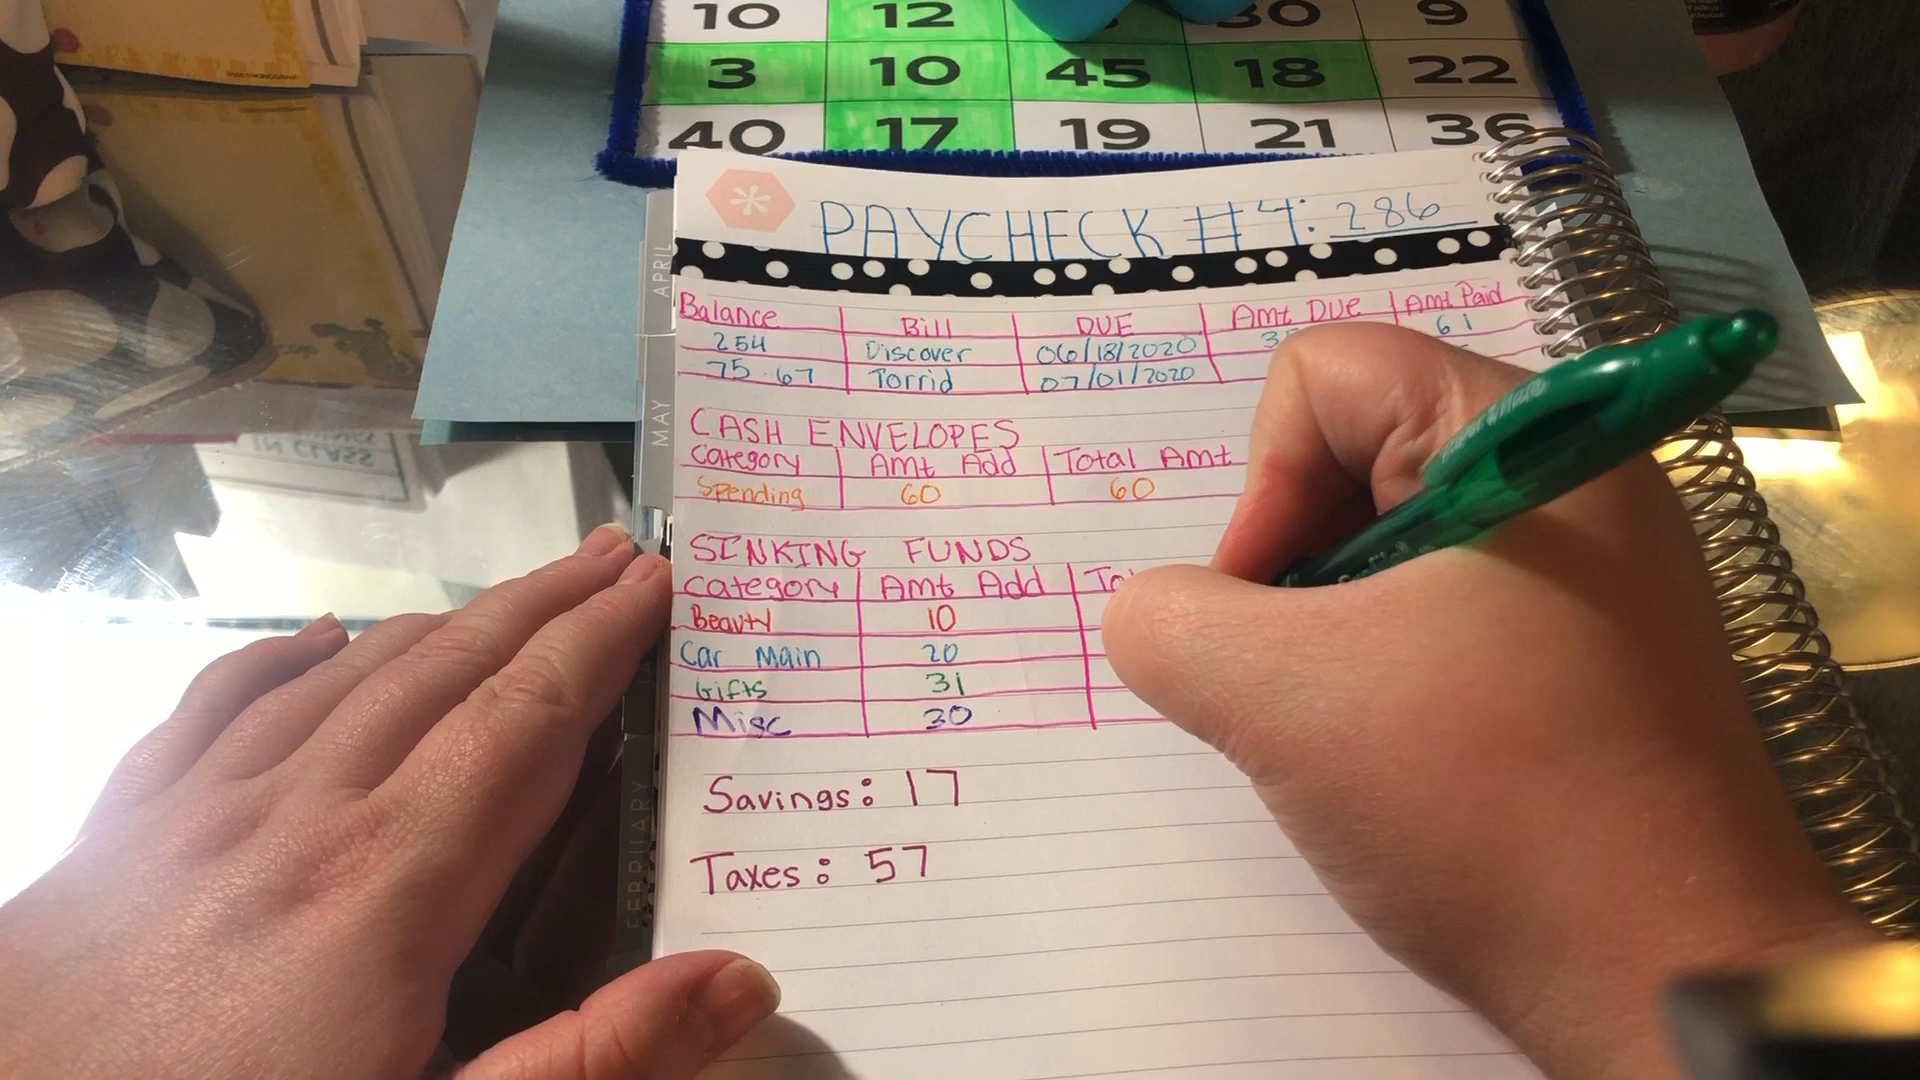 10 12 30 9
3 10 45 18 22
40 17 19 21 36
PAYCHECK #4: 286
APRIL
Balance Bill DUE Amt DUE Amt Paid
254 Discover 06/18/2020 61
75.67 Torrid 07/01/2020
MAY
CASH ENVELOPES
Category Amt Add Total Amt
Spending 60 60
IN CLASS
SINKING FUNDS
Category Amt Add
Beauty 10
Car Main 20
Gifts 31
Misc 30
Savings: 17
Taxes: 57
FEBRUARY